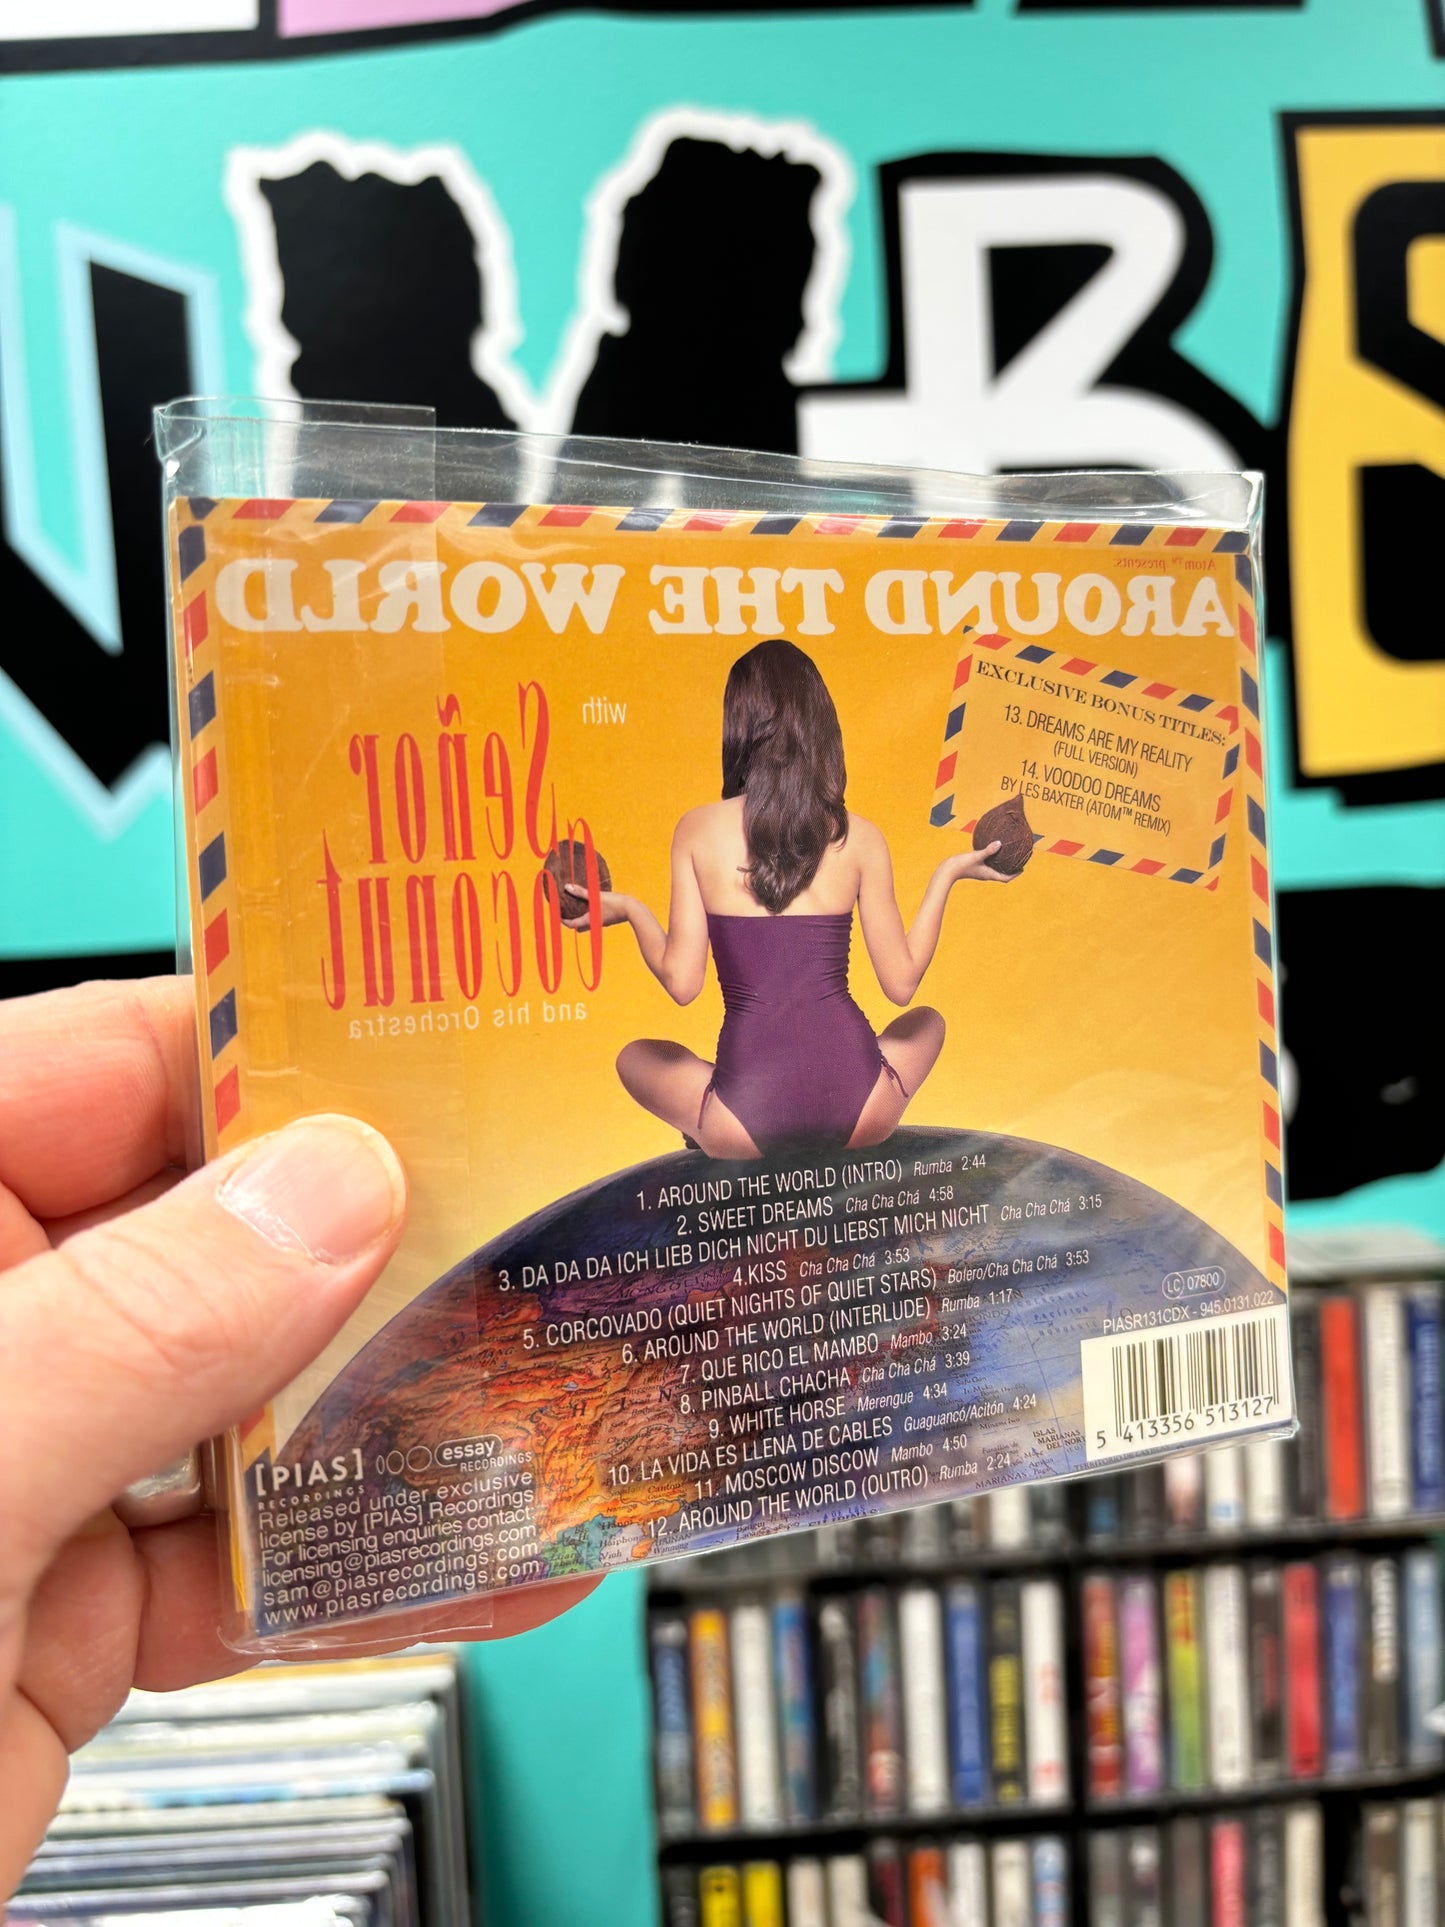 Atom™ presents:
AROUND THE WORLD
with
Señor
Coconut
and his Orchestra
EXCLUSIVE BONUS TITLES:
13. DREAMS ARE MY REALITY
(FULL VERSION)
14. VOODOO DREAMS
BY LES BAXTER (ATOM™ REMIX)
1. AROUND THE WORLD (INTRO) Rumba 2:44
2. SWEET DREAMS Cha Cha Chá 4:58
3. DA DA DA ICH LIEB DICH NICHT DU LIEBST MICH NICHT Cha Cha Chá 3:15
4.KISS Cha Cha Chá 3:53
5. CORCOVADO (QUIET NIGHTS OF QUIET STARS) Bolero/Cha Cha Chá 3:53
6. AROUND THE WORLD (INTERLUDE) Rumba 1:17
7. QUE RICO EL MAMBO Mambo 3:24
8. PINBALL CHACHA Cha Cha Chá 3:39
9. WHITE HORSE Merengue 4:34
10. LA VIDA ES LLENA DE CABLES Guaguancó/Acitón 4:24
11. MOSCOW DISCOW Mambo 4:50
12. AROUND THE WORLD (OUTRO) Rumba 2:24
LC 07800
PIASR131CDX - 945.0131.022
5 413356 513127
[PIAS]
RECORDINGS
essay
RECORDINGS
Released under exclusive
license by [PIAS] Recordings
For licensing enquiries contact:
licensing@piasrecordings.com
sam@piasrecordings.com
www.piasrecordings.com